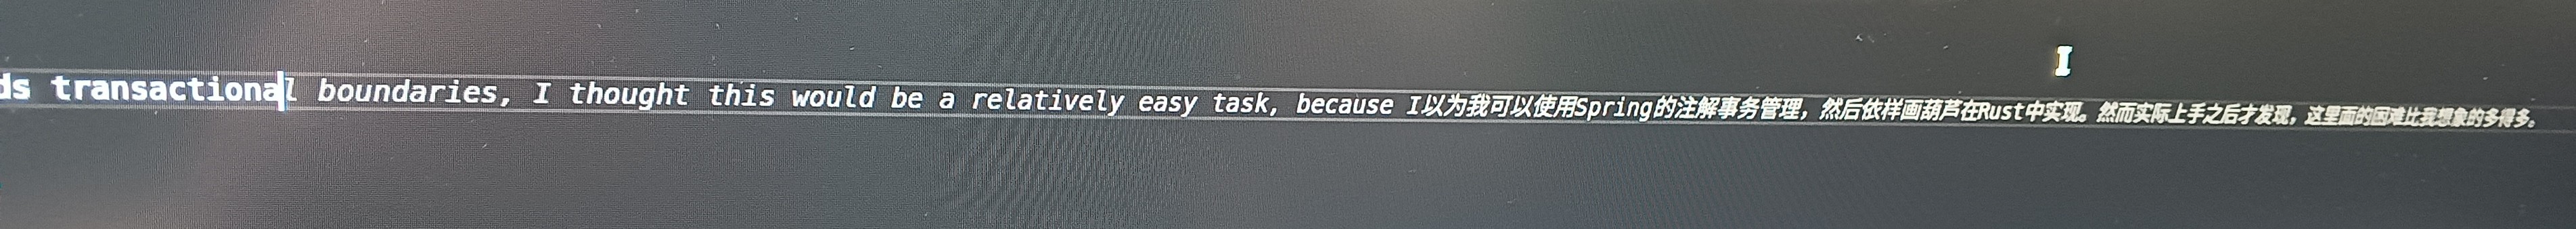 ds transactional boundaries, I thought this would be a relatively easy task, because I以为我可以使用Spring的注解事务管理，然后依样画葫芦在Rust中实现。然而实际上手之后才发现，这里面的困难比我想象的多得多。